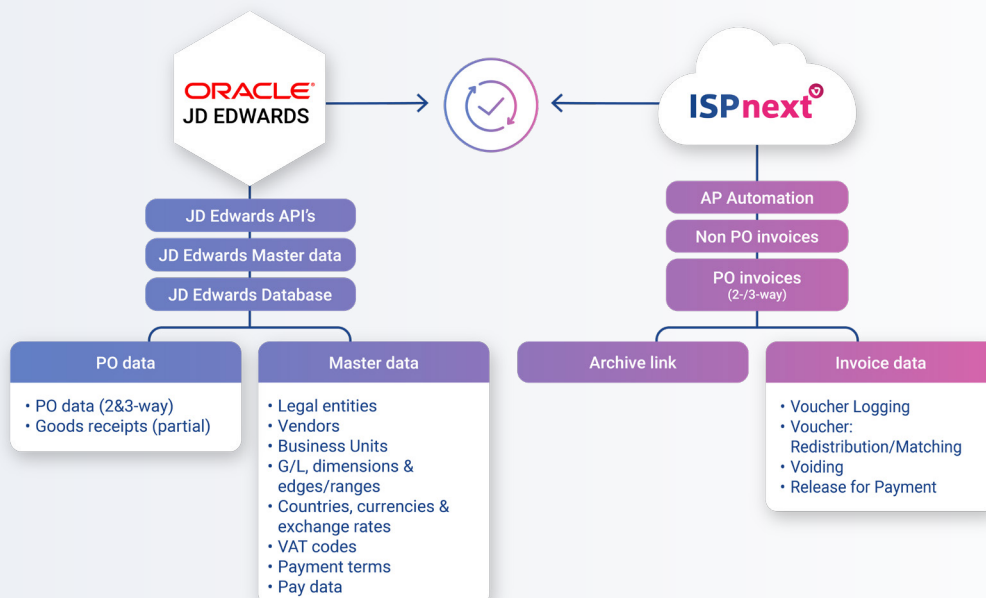 ORACLE®
JD EDWARDS
ISPnext
JD Edwards API's
JD Edwards Master data
JD Edwards Database
AP Automation
Non PO invoices
PO invoices
(2-/3-way)
PO data
• PO data (2&3-way)
• Goods receipts (partial)
Master data
• Legal entities
• Vendors
• Business Units
• G/L, dimensions &
edges/ranges
• Countries, currencies &
exchange rates
• VAT codes
• Payment terms
• Pay data
Archive link
Invoice data
• Voucher Logging
• Voucher:
Redistribution/Matching
• Voiding
• Release for Payment